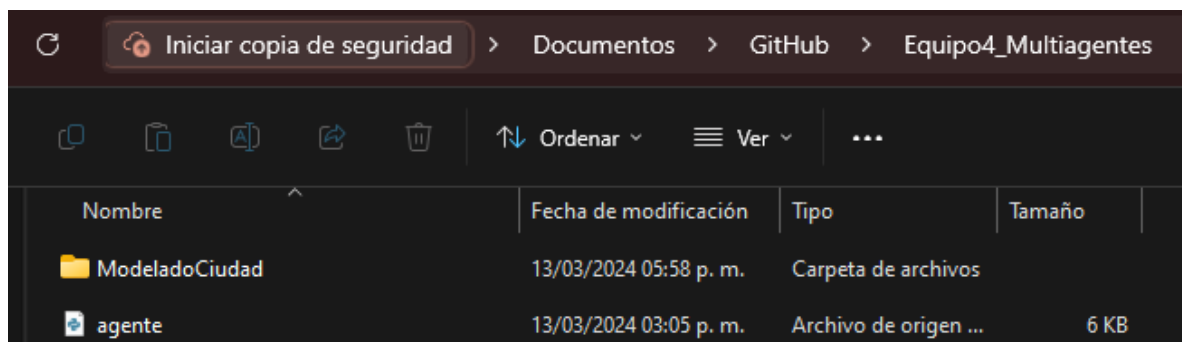 Iniciar copia de seguridad > Documentos > GitHub > Equipo4_Multiagentes
Ordenar Ver ...
Nombre Fecha de modificación Tipo Tamaño
ModeladoCiudad 13/03/2024 05:58 p. m. Carpeta de archivos
agente 13/03/2024 03:05 p. m. Archivo de origen ... 6 KB